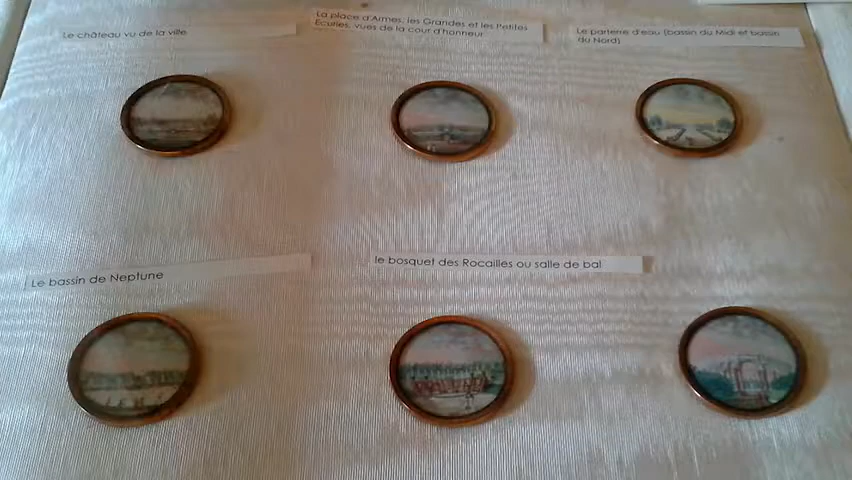 Le château vu de la ville
La place d'Armes, les Grandes et les Petites
Ecuries, vues de la cour d'honneur
Le parterre d'eau (bassin du Midi et bassin
du Nord)
Le bassin de Neptune
le bosquet des Rocailles ou salle de bal